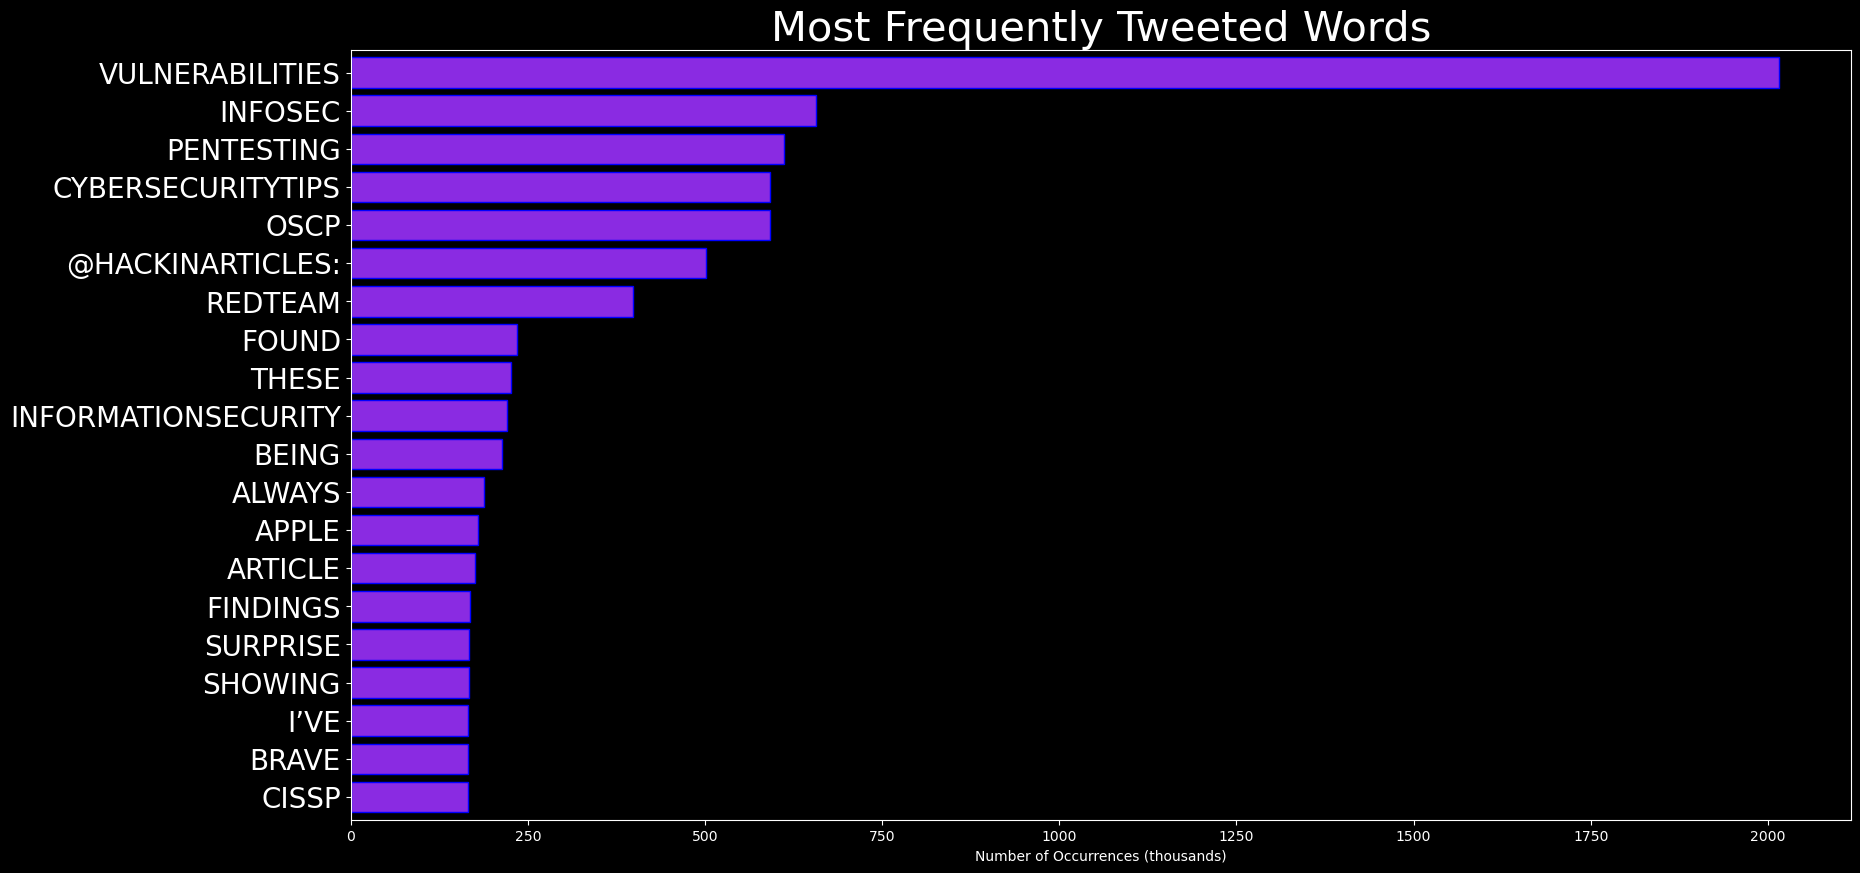 Most Frequently Tweeted Words
VULNERABILITIES
INFOSEC
PENTESTING
CYBERSECURITYTIPS
OSCP
@HACKINARTICLES:
REDTEAM
FOUND
THESE
INFORMATIONSECURITY
BEING
ALWAYS
APPLE
ARTICLE
FINDINGS
SURPRISE
SHOWING
I’VE
BRAVE
CISSP
0 250 500 750 1000 1250 1500 1750 2000
Number of Occurrences (thousands)